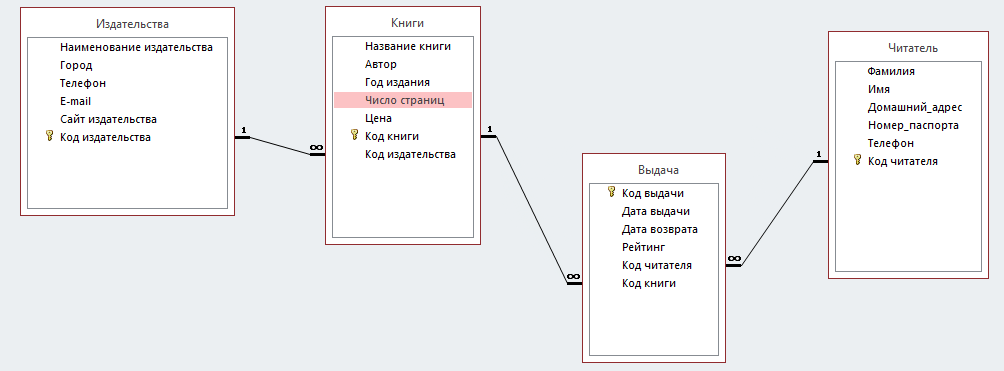 Издательства
Наименование издательства
Город
Телефон
E-mail
Сайт издательства
Код издательства
1
∞
Книги
Название книги
Автор
Год издания
Число страниц
Цена
Код книги
Код издательства
1
∞
Выдача
Код выдачи
Дата выдачи
Дата возврата
Рейтинг
Код читателя
Код книги
∞
1
Читатель
Фамилия
Имя
Домашний_адрес
Номер_паспорта
Телефон
Код читателя